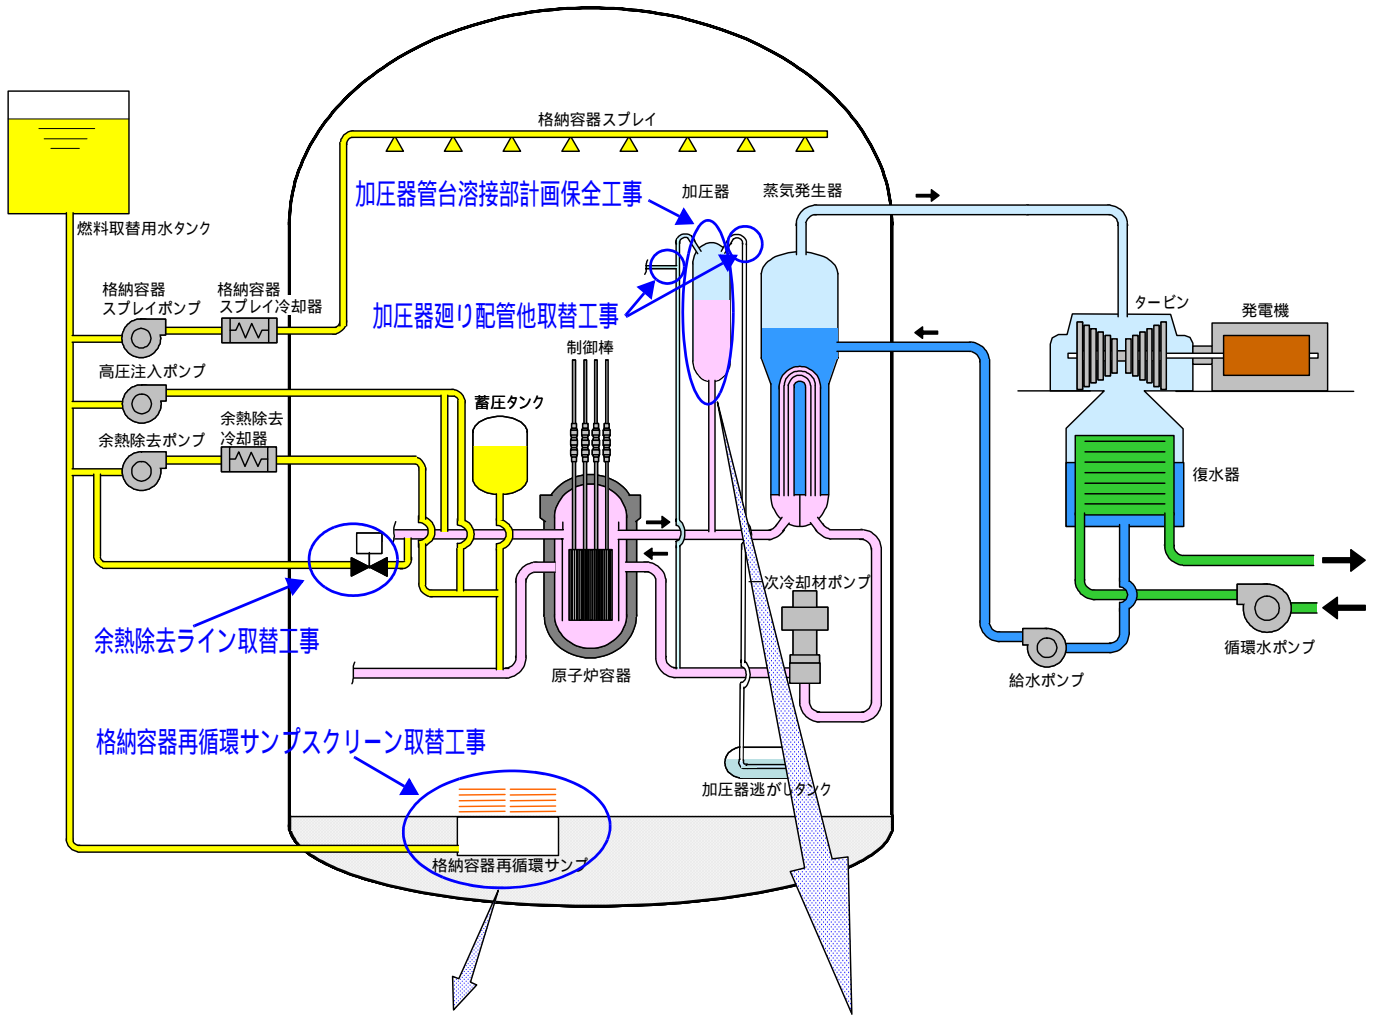 格納容器スプレイ
加圧器管台溶接部計画保全工事
加圧器
蒸気発生器
燃料取替用水タンク
格納容器
スプレイポンプ
格納容器
スプレイ冷却器
加圧器廻り配管他取替工事
タービン
発電機
制御棒
高圧注入ポンプ
蓄圧タンク
余熱除去ポンプ
余熱除去
冷却器
復水器
一次冷却材ポンプ
余熱除去ライン取替工事
原子炉容器
循環水ポンプ
給水ポンプ
格納容器再循環サンプスクリーン取替工事
加圧器逃がしタンク
格納容器再循環サンプ